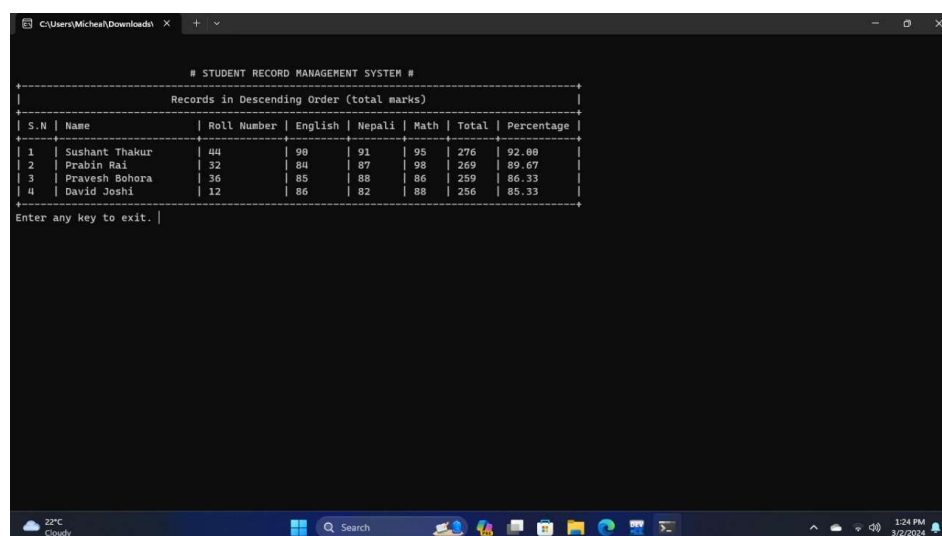 C:\Users\Micheal\Downloads\
# STUDENT RECORD MANAGEMENT SYSTEM #
Records in Descending Order (total marks)
| S.N | Name | Roll Number | English | Nepali | Math | Total | Percentage |
| 1 | Sushant Thakur | 44 | 90 | 91 | 95 | 276 | 92.00 |
| 2 | Prabin Rai | 32 | 84 | 87 | 98 | 269 | 89.67 |
| 3 | Pravesh Bohora | 36 | 85 | 88 | 86 | 259 | 86.33 |
| 4 | David Joshi | 12 | 86 | 82 | 88 | 256 | 85.33 |
Enter any key to exit.
22°C
Cloudy
Search
1:24 PM
3/2/2024